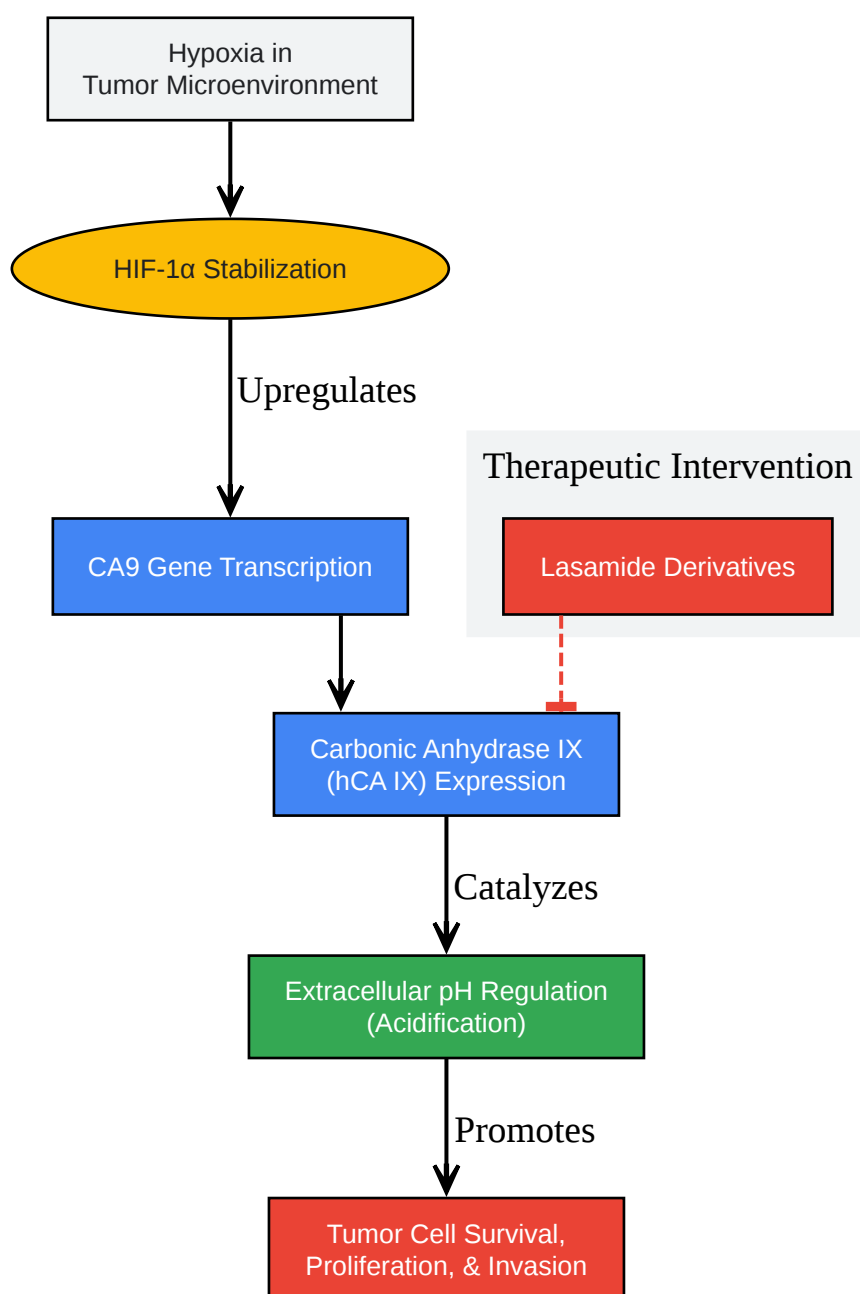 Hypoxia in
Tumor Microenvironment
HIF-1α Stabilization
Upregulates
Therapeutic Intervention
CA9 Gene Transcription
Lasamide Derivatives
Carbonic Anhydrase IX
(hCA IX) Expression
Catalyzes
Extracellular pH Regulation
(Acidification)
Promotes
Tumor Cell Survival,
Proliferation, & Invasion